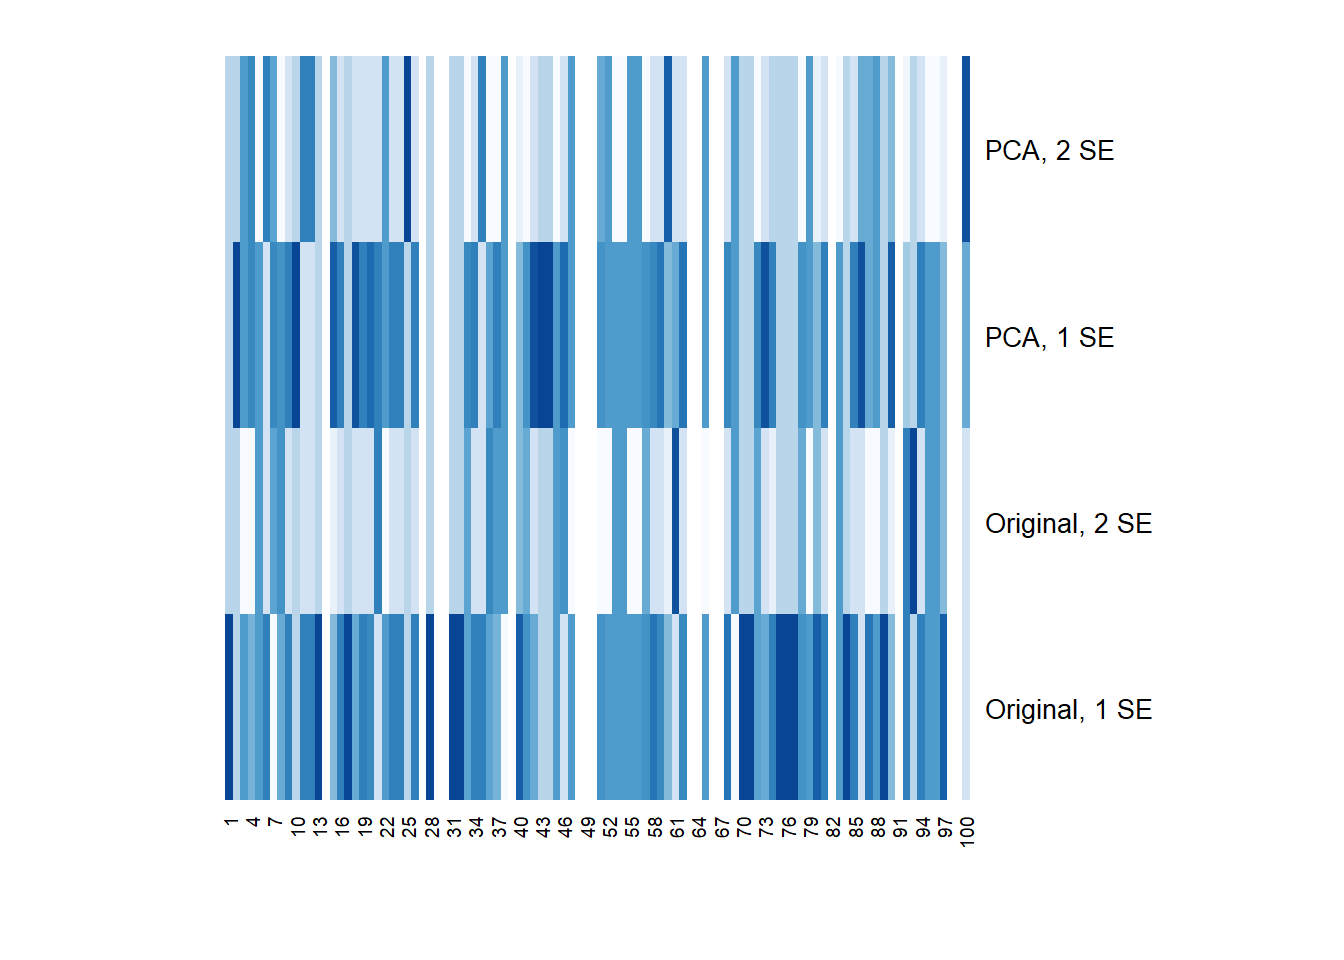 PCA, 2 SE
PCA, 1 SE
Original, 2 SE
Original, 1 SE
1 4 7 10 13 16 19 22 25 28 31 34 37 40 43 46 49 52 55 58 61 64 67 70 73 76 79 82 85 88 91 94 97 100